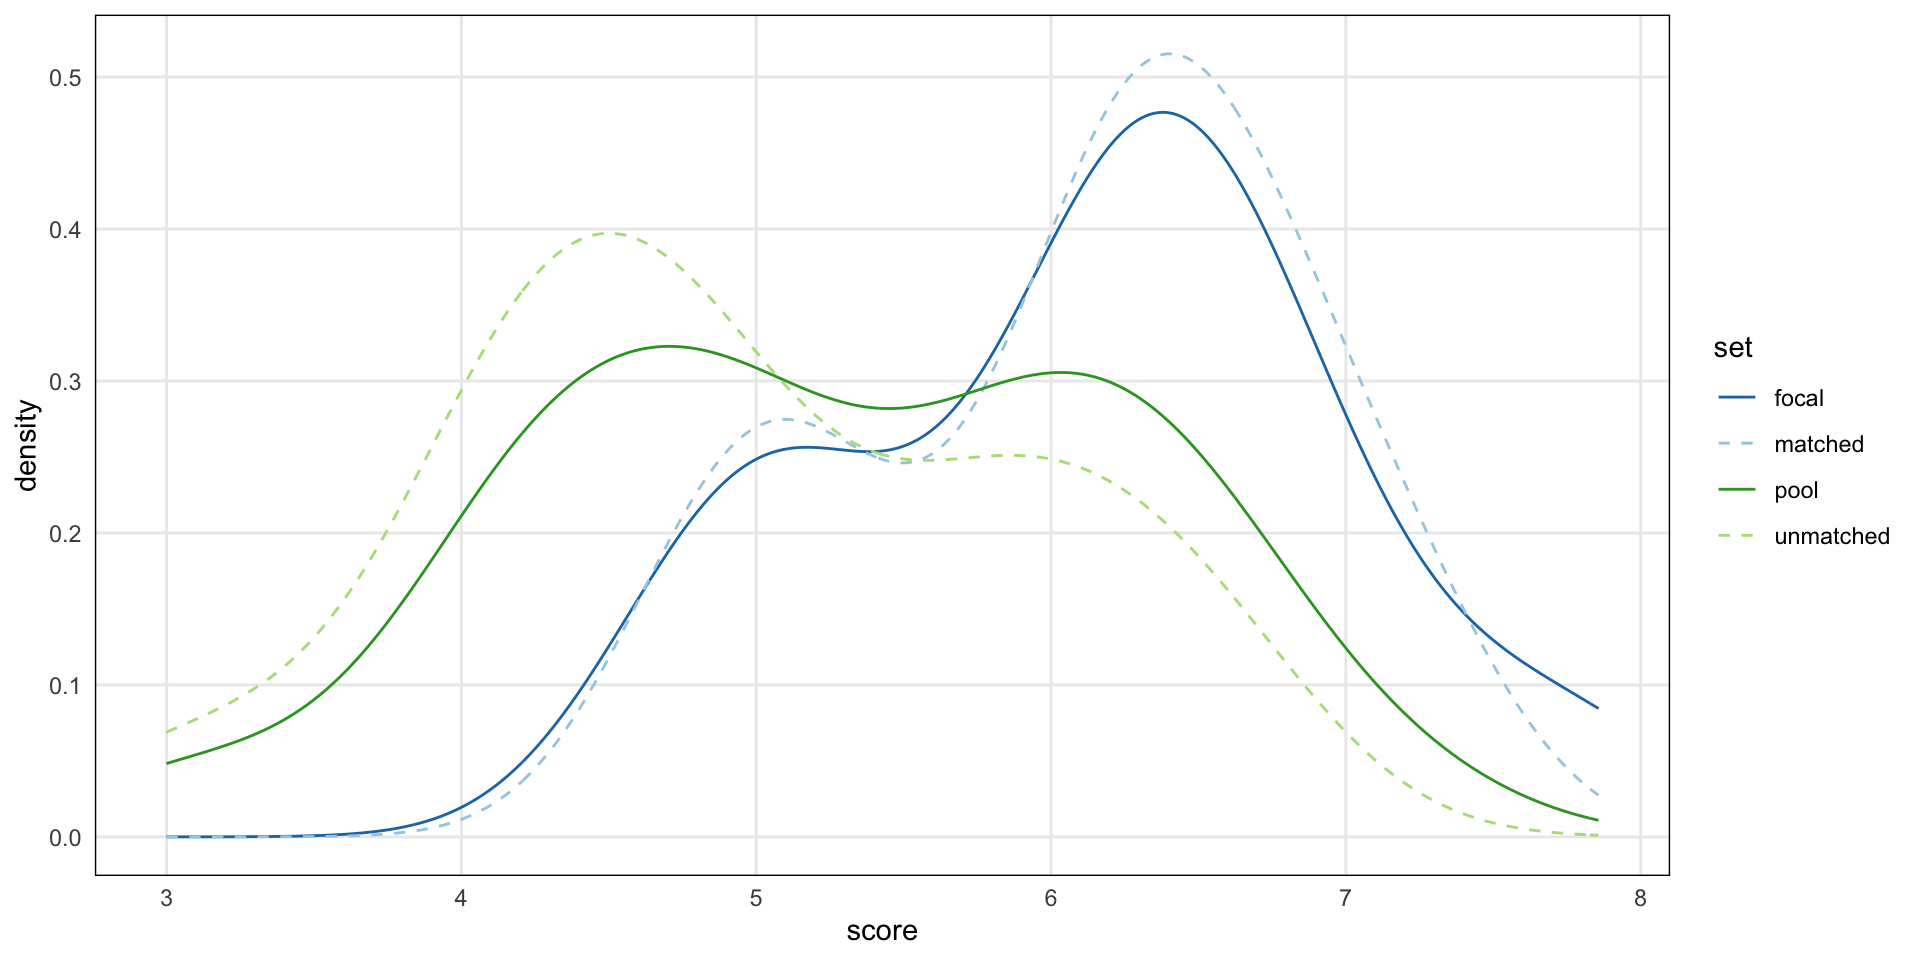 0.5
0.4
0.3
0.2
0.1
0.0
density
3 4 5 6 7 8
score
set
focal
matched
pool
unmatched